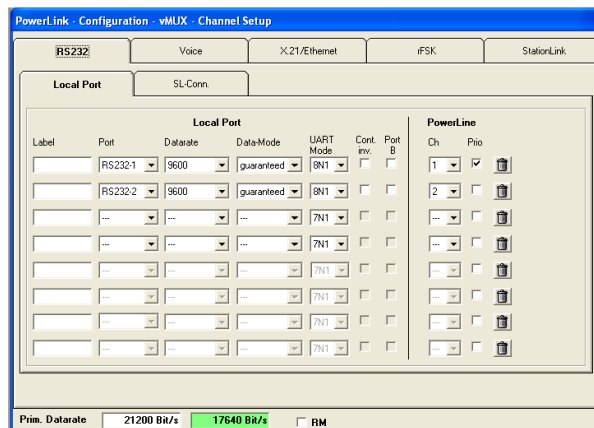 PowerLink - Configuration - vMUX - Channel Setup
RS232 Voice X.21/Ethernet rFSK StationLink
Local Port SL-Conn.
Local Port PowerLine
Label Port Datarate Data-Mode UART Mode Cont. inv. Port B Ch Prio
RS232-1 9600 guaranteed 8N1 1
RS232-2 9600 guaranteed 8N1 2
--- --- --- 7N1 ---
--- --- --- 7N1 ---
--- --- --- 7N1 ---
--- --- --- 7N1 ---
--- --- --- 7N1 ---
--- --- --- 7N1 ---
Prim. Datarate 21200 Bit/s 17640 Bit/s RM